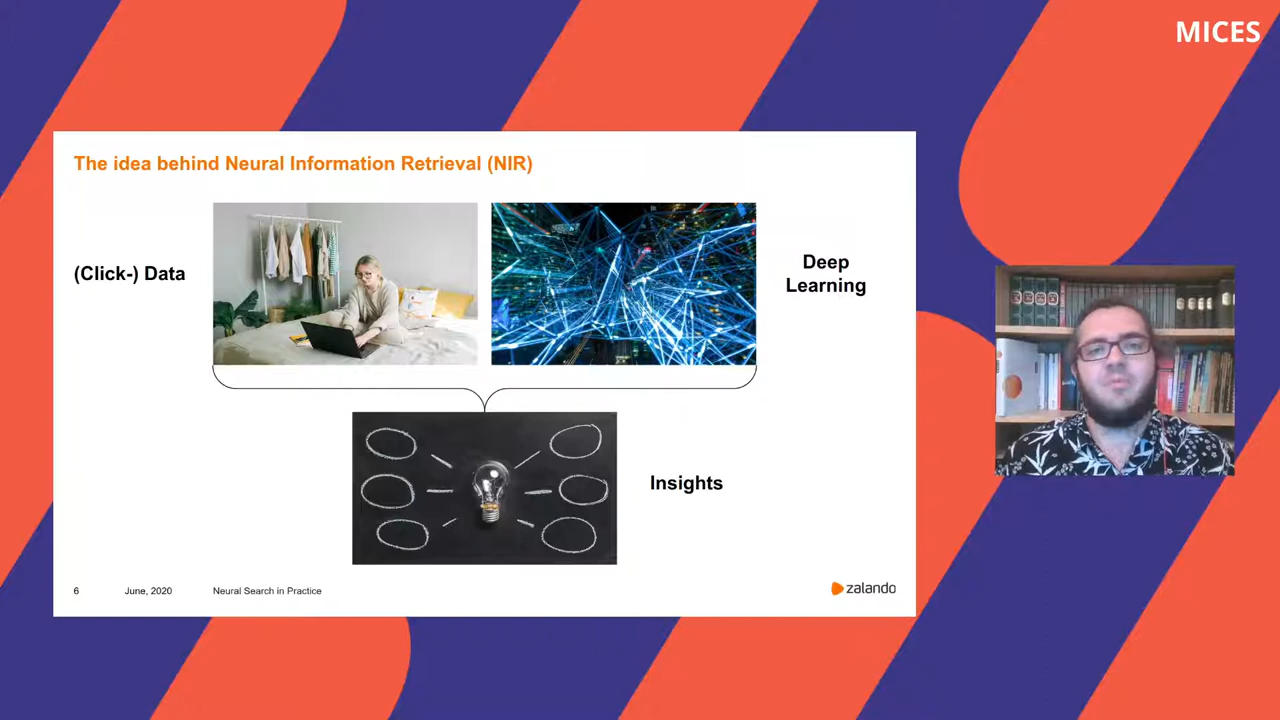 MICES
The idea behind Neural Information Retrieval (NIR)
(Click-) Data
Deep
Learning
Insights
6 June, 2020 Neural Search in Practice
zalando